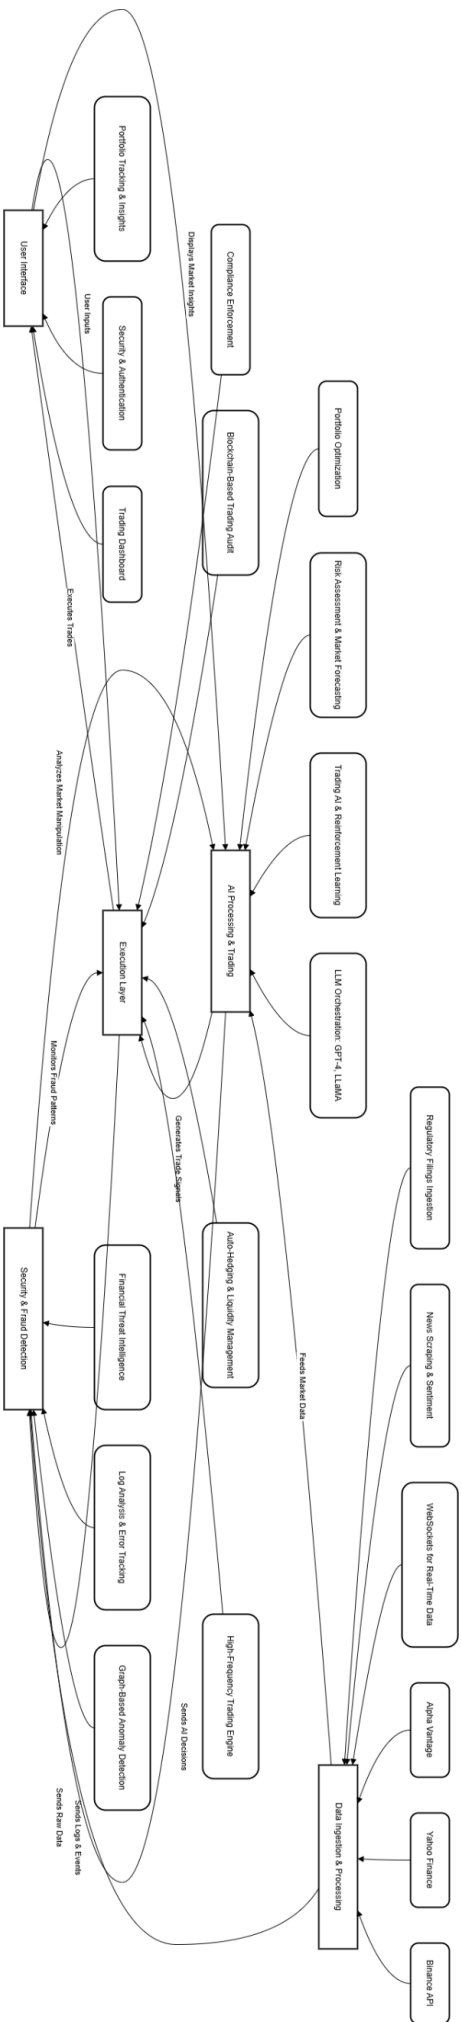 Binance API
Yahoo Finance
Alpha Vantage
WebSockets for Real-Time Data
News Scraping & Sentiment
Regulatory Filings Ingestion
Data Ingestion & Processing
Feeds Market Data
LLM Orchestration: GPT-4, LLaMA
Trading AI & Reinforcement Learning
Risk Assessment & Market Forecasting
Portfolio Optimization
High-Frequency Trading Engine
Auto-Hedging & Liquidity Management
AI Processing & Trading
Blockchain-Based Trading Audit
Compliance Enforcement
Sends AI Decisions
Generates Trade Signals
Displays Market Insights
Graph-Based Anomaly Detection
Log Analysis & Error Tracking
Financial Threat Intelligence
Execution Layer
Trading Dashboard
Security & Authentication
Portfolio Tracking & Insights
Sends Logs & Events
Sends Raw Data
Monitors Fraud Patterns
Analyzes Market Manipulation
Executes Trades
User Inputs
Security & Fraud Detection
User Interface